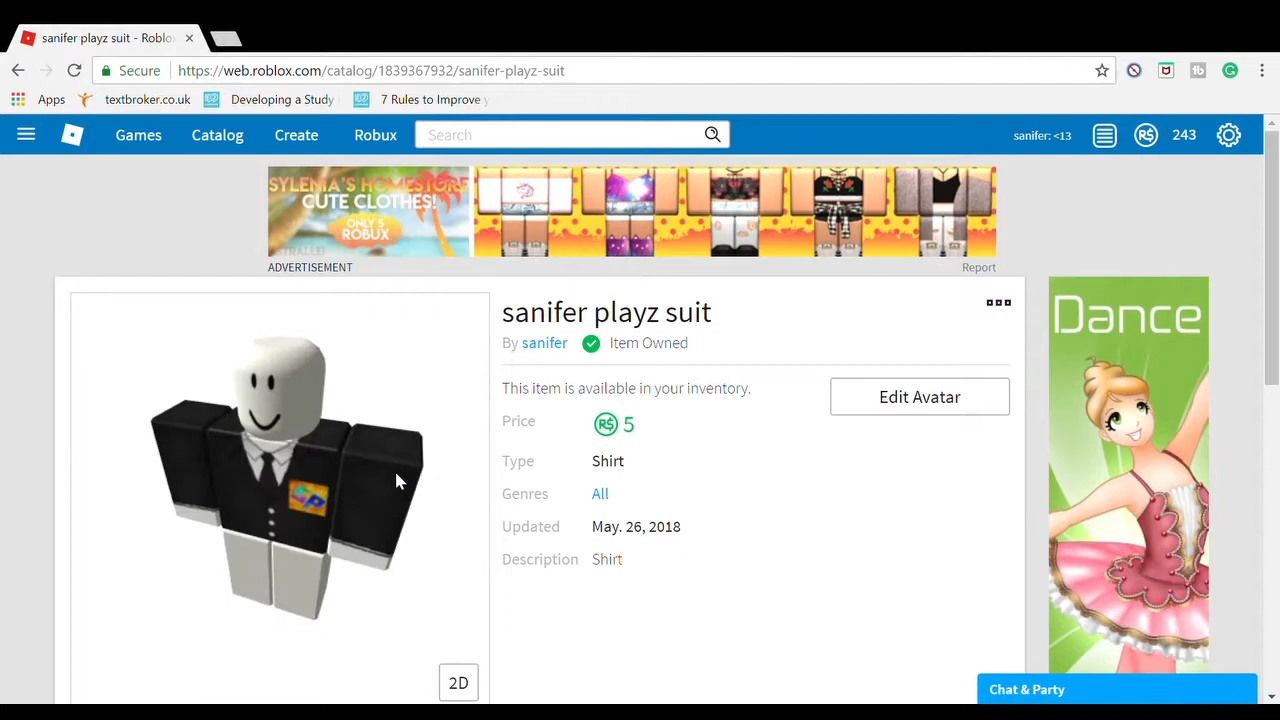 sanifer playz suit - Roblo
Secure
https://web.roblox.com/catalog/1839367932/sanifer-playz-suit
Apps
textbroker.co.uk
Developing a Study
7 Rules to Improve y
Games
Catalog
Create
Robux
Search
sanifer: <13
R$
243
SYLENIA'S HOMESTORE
CUTE CLOTHES!
ONLY 5
ROBUX
ADVERTISEMENT
Report
sanifer playz suit
By sanifer
Item Owned
This item is available in your inventory.
Edit Avatar
Price
R$ 5
Type
Shirt
Genres
All
Updated
May. 26, 2018
Description
Shirt
SP
2D
Dance
Chat & Party